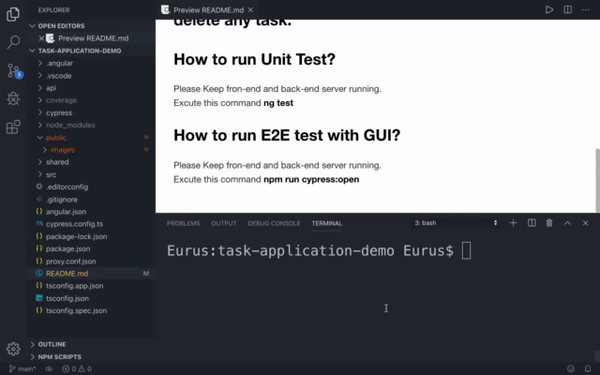 EXPLORER
OPEN EDITORS
Preview README.md
TASK-APPLICATION-DEMO
.angular
.vscode
api
coverage
cypress
node_modules
public
images
shared
src
.editorconfig
.gitignore
angular.json
cypress.config.ts
package-lock.json
package.json
proxy.conf.json
README.md M
tsconfig.app.json
tsconfig.json
tsconfig.spec.json
OUTLINE
NPM SCRIPTS
main*
0 0
Preview README.md
delete any task.
How to run Unit Test?
Please Keep fron-end and back-end server running.
Excute this command ng test
How to run E2E test with GUI?
Please Keep fron-end and back-end server running.
Excute this command npm run cypress:open
PROBLEMS OUTPUT DEBUG CONSOLE TERMINAL 3: bash
Eurus:task-application-demo Eurus$